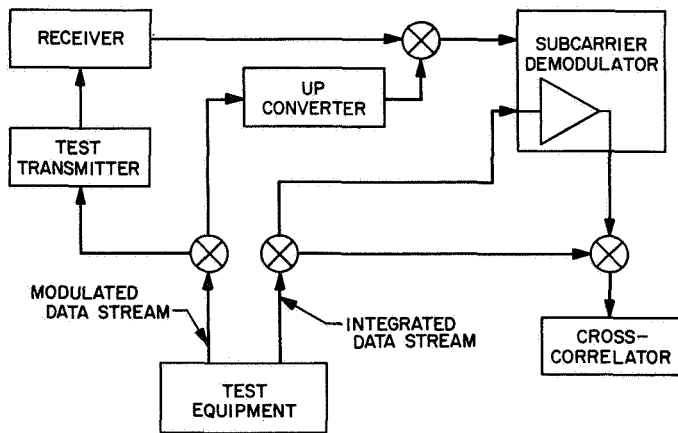 RECEIVER
SUBCARRIER
DEMODULATOR
UP
CONVERTER
TEST
TRANSMITTER
MODULATED
DATA STREAM
INTEGRATED
DATA STREAM
CROSS-
CORRELATOR
TEST
EQUIPMENT